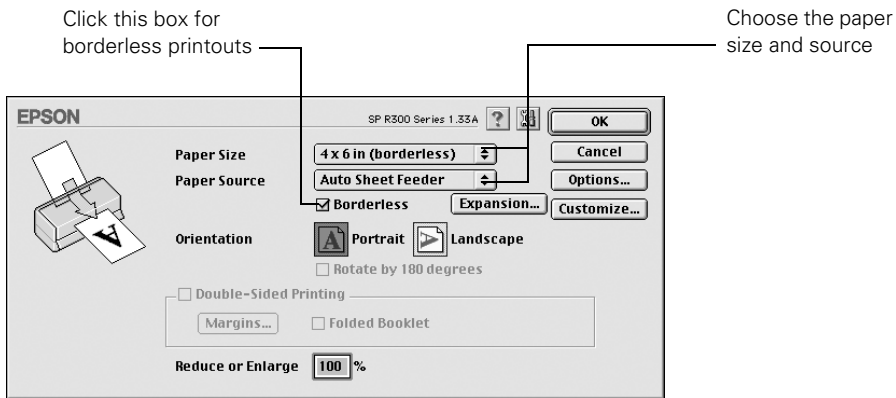 Click this box for
borderless printouts
Choose the paper
size and source
EPSON
SP R300 Series 1.33A
?
OK
Paper Size
4 x 6 in (borderless)
Cancel
Paper Source
Auto Sheet Feeder
Options...
Borderless
Expansion...
Customize...
Orientation
A
Portrait
A
Landscape
Rotate by 180 degrees
Double-Sided Printing
Margins...
Folded Booklet
Reduce or Enlarge
100 %
A